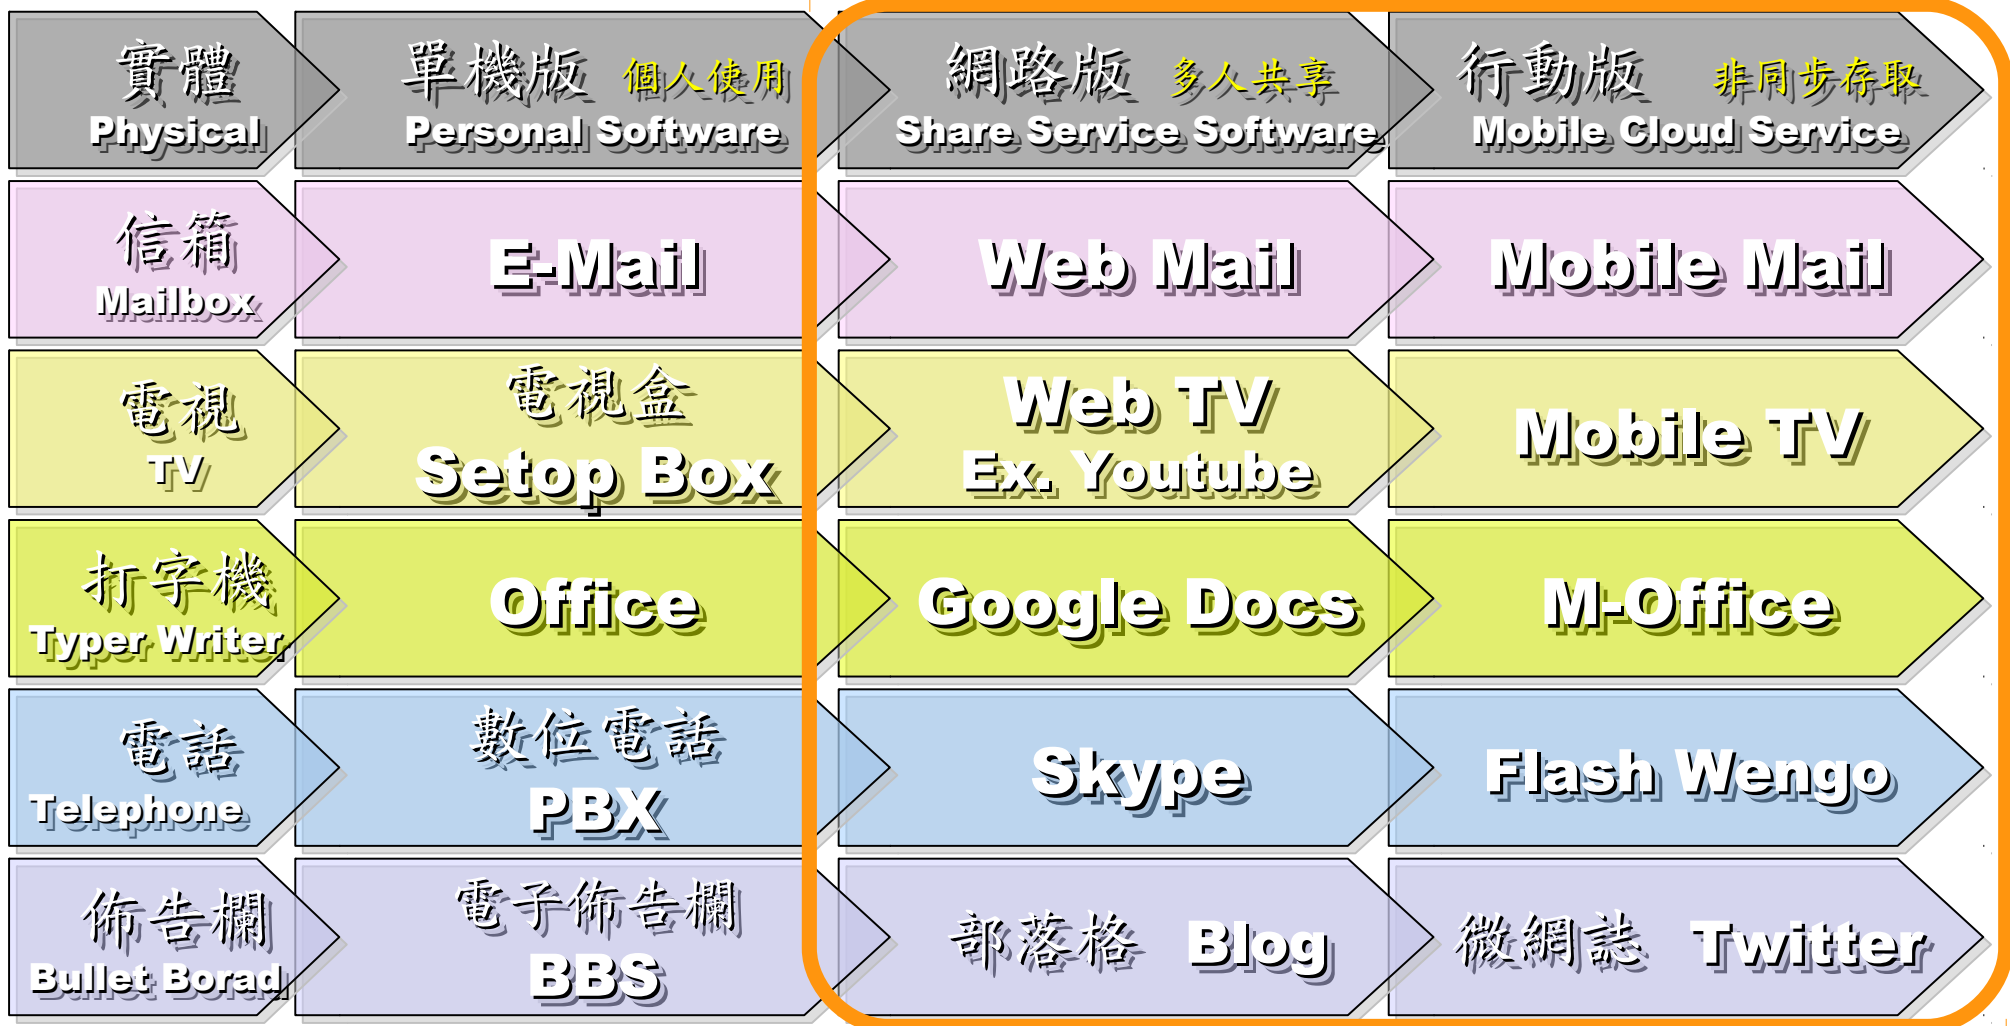 實體
Physical
單機版 個人使用
Personal Software
網路版 多人共享
Share Service Software
行動版 非同步存取
Mobile Cloud Service
信箱
Mailbox
E-Mail
Web Mail
Mobile Mail
電視
TV
電視盒
Setop Box
Web TV
Ex. Youtube
Mobile TV
打字機
Typer Writer
Office
Google Docs
M-Office
電話
Telephone
數位電話
PBX
Skype
Flash Wengo
佈告欄
Bullet Borad
電子佈告欄
BBS
部落格 Blog
微網誌 Twitter